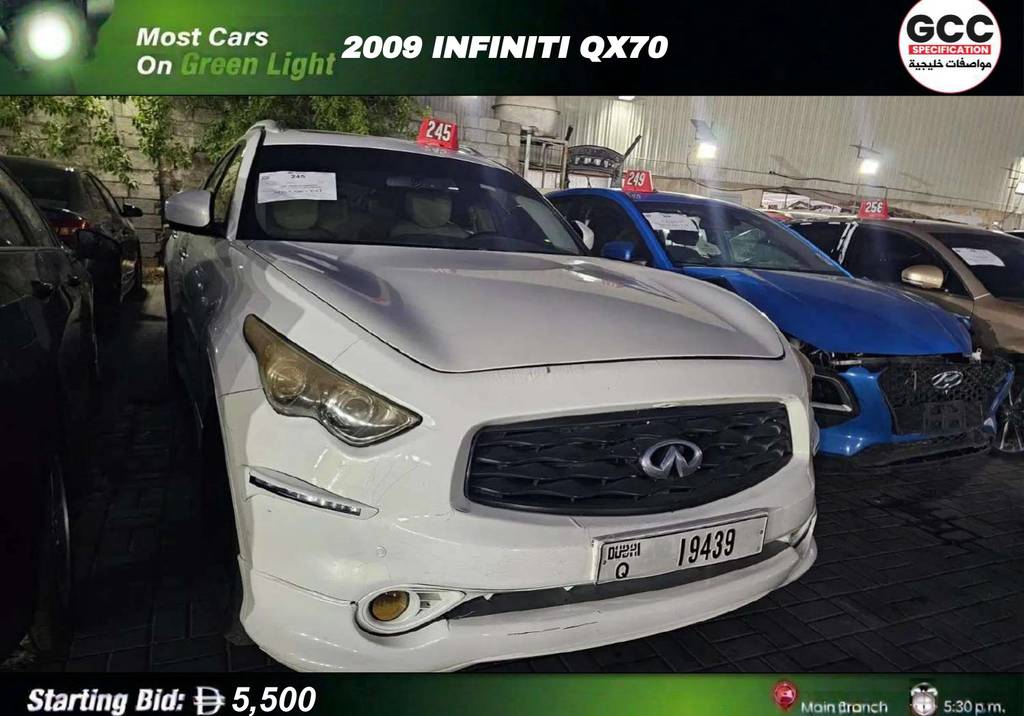 Most Cars
On Green Light
2009 INFINITI QX70
GCC
SPECIFICATION
مواصفات خليجية
245
245
249
256
DUBAI
Q
19439
Starting Bid: 5,500
Main Branch
5:30 p.m.